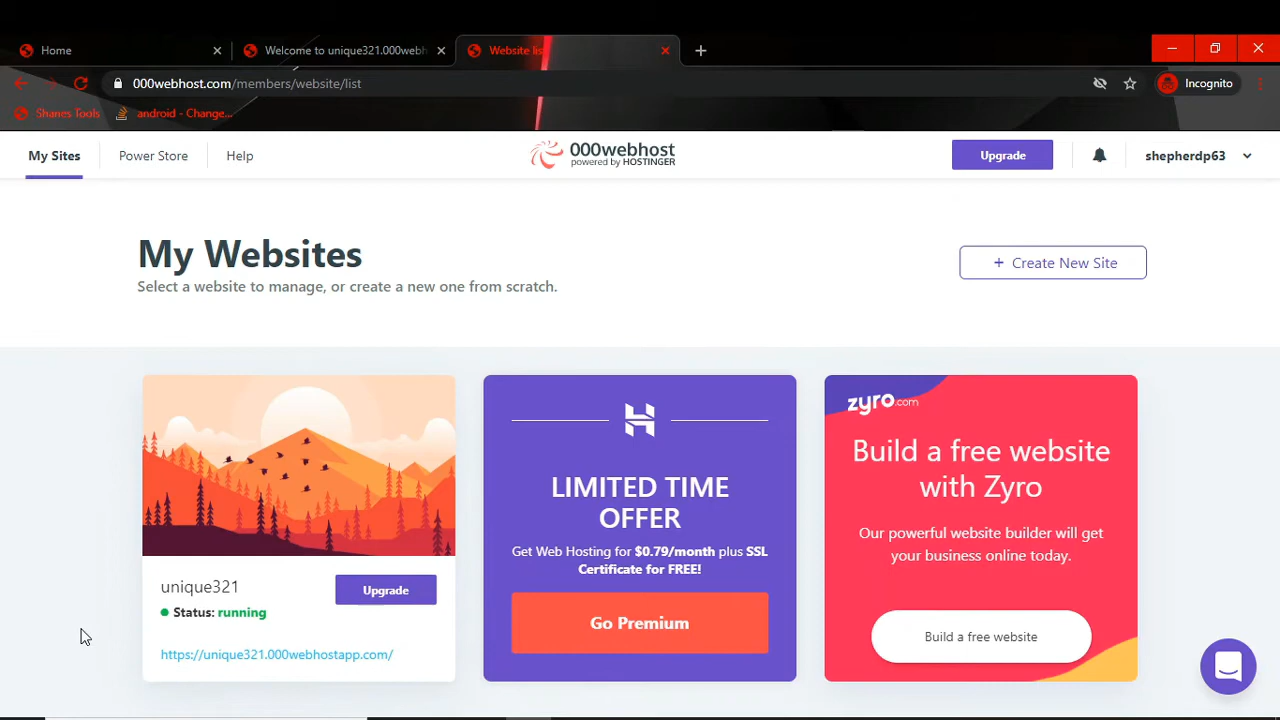 Home
Welcome to unique321.000webh
Website lis
000webhost.com/members/website/list
Incognito
Shanes Tools
android - Change...
My Sites
Power Store
Help
000webhost
powered by HOSTINGER
Upgrade
shepherdp63
My Websites
Select a website to manage, or create a new one from scratch.
+ Create New Site
unique321
Upgrade
Status: running
https://unique321.000webhostapp.com/
LIMITED TIME
OFFER
Get Web Hosting for $0.79/month plus SSL
Certificate for FREE!
Go Premium
zyro.com
Build a free website
with Zyro
Our powerful website builder will get
your business online today.
Build a free website